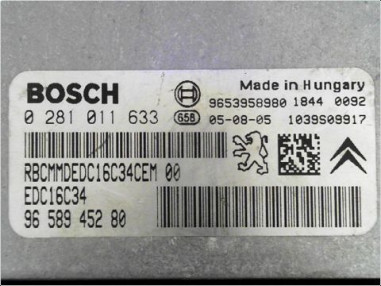 BOSCH
Made in Hungary
9653958980 1844 0092
0 281 011 633 658 05-08-05 1039S09917
RBCMMDEDC16C34CEM 00
EDC16C34
96 589 452 80